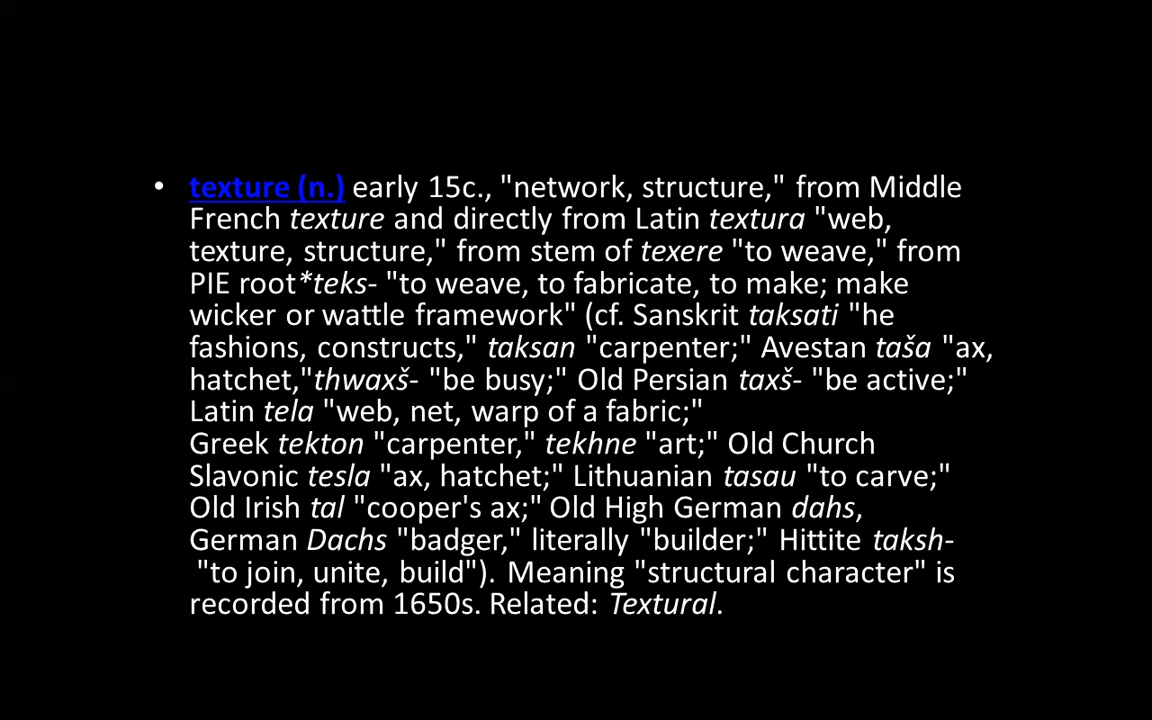 • texture (n.) early 15c., "network, structure," from Middle
French texture and directly from Latin textura "web,
texture, structure," from stem of texere "to weave," from
PIE root*teks- "to weave, to fabricate, to make; make
wicker or wattle framework" (cf. Sanskrit taksati "he
fashions, constructs," taksan "carpenter;" Avestan taša "ax,
hatchet,"thwaxš- "be busy;" Old Persian taxš- "be active;"
Latin tela "web, net, warp of a fabric;"
Greek tekton "carpenter," tekhne "art;" Old Church
Slavonic tesla "ax, hatchet;" Lithuanian tasau "to carve;"
Old Irish tal "cooper's ax;" Old High German dahs,
German Dachs "badger," literally "builder;" Hittite taksh-
"to join, unite, build"). Meaning "structural character" is
recorded from 1650s. Related: Textural.